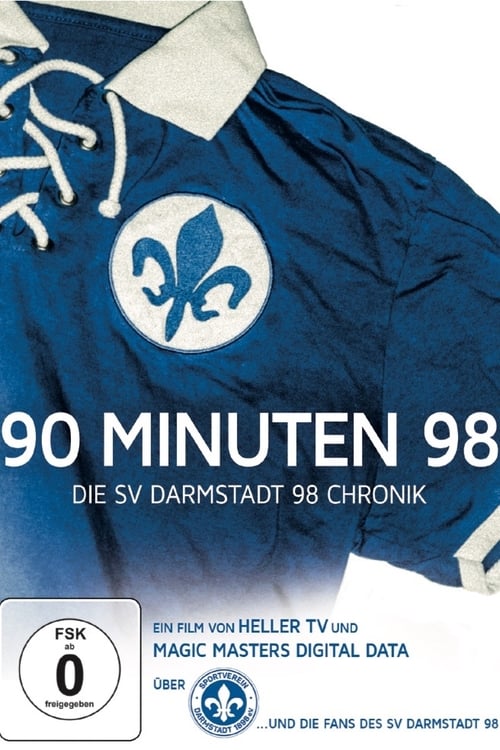 90 MINUTEN 98
DIE SV DARMSTADT 98 CHRONIK
FSK
ab
0
freigegeben
EIN FILM VON HELLER TV UND
MAGIC MASTERS DIGITAL DATA
ÜBER
SPORTVEREIN
DARMSTADT 1898 e.V.
...UND DIE FANS DES SV DARMSTADT 98